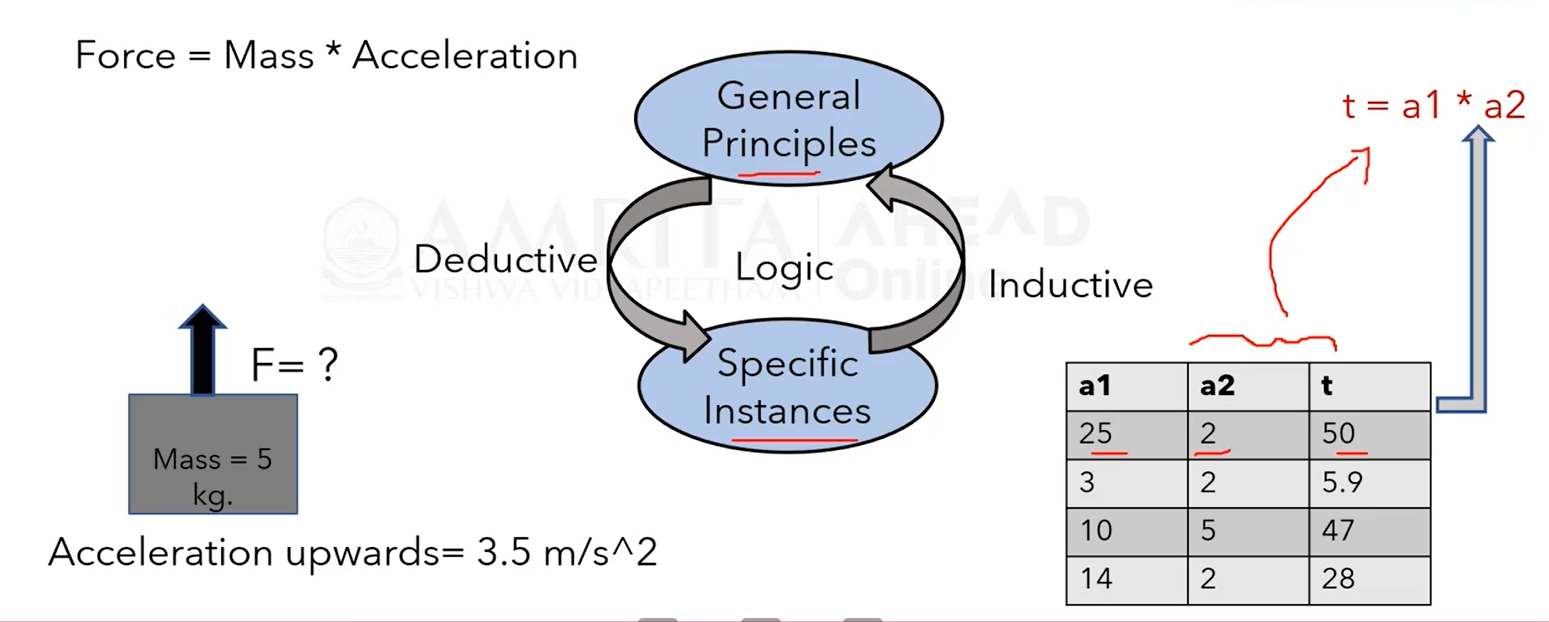 Force = Mass * Acceleration
General
Principles
t = a1 * a2
AMRITA
VISHWA VIDYAPEETHAM
AHEAD
Online
Deductive
Logic
Inductive
F= ?
Mass = 5
kg.
Acceleration upwards= 3.5 m/s^2
Specific
Instances
a1 a2 t
25 2 50
3 2 5.9
10 5 47
14 2 28